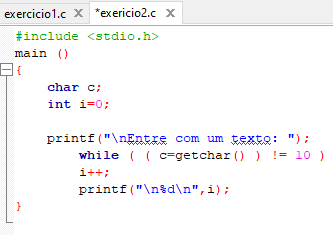 exercicio1.c *exericio2.c
#include <stdio.h>
main ()
{
char c;
int i=0;
printf("\nEntre com um texto: ");
while ( ( c=getchar() ) != 10 )
i++;
printf("\n%d\n",i);
}